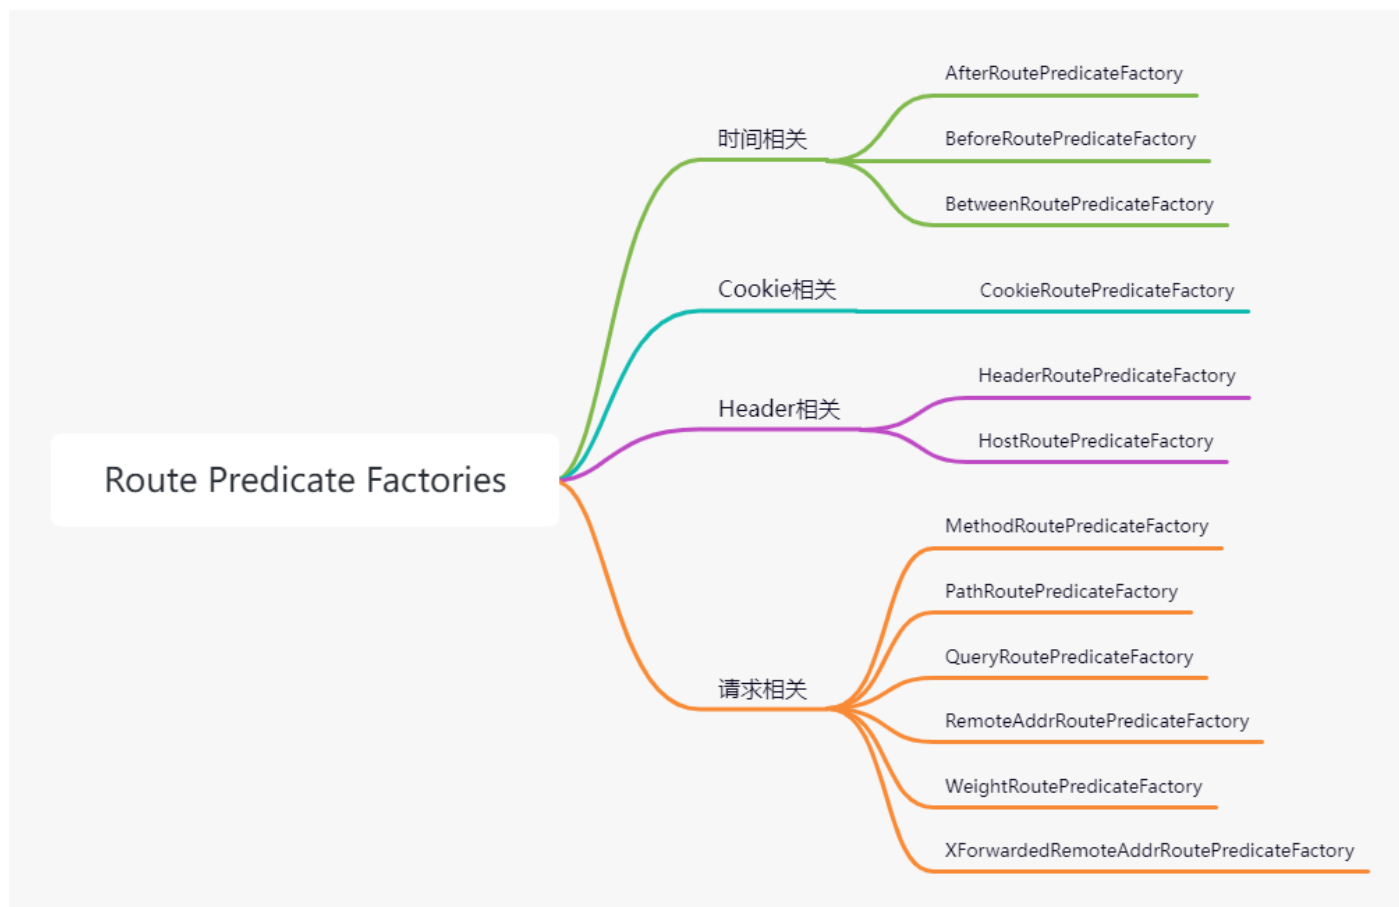 Route Predicate Factories
时间相关
AfterRoutePredicateFactory
BeforeRoutePredicateFactory
BetweenRoutePredicateFactory
Cookie相关
CookieRoutePredicateFactory
Header相关
HeaderRoutePredicateFactory
HostRoutePredicateFactory
请求相关
MethodRoutePredicateFactory
PathRoutePredicateFactory
QueryRoutePredicateFactory
RemoteAddrRoutePredicateFactory
WeightRoutePredicateFactory
XForwardedRemoteAddrRoutePredicateFactory